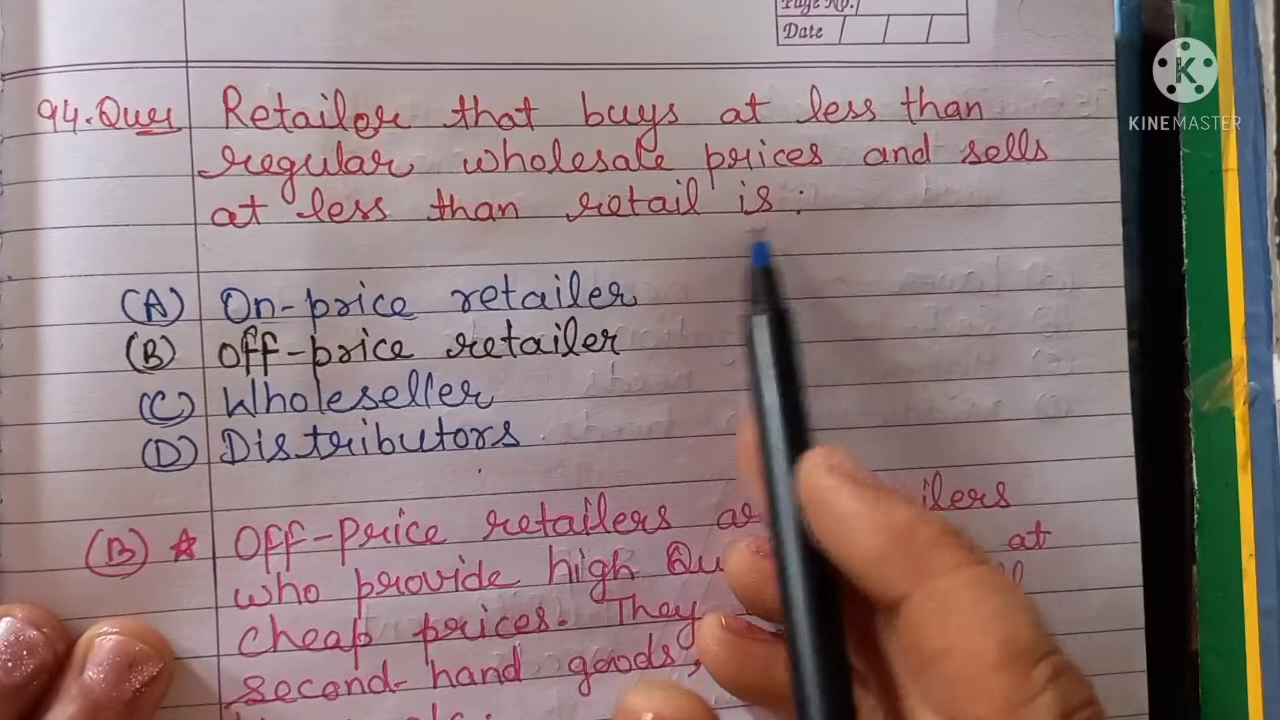 Page No.
Date
KINEMASTER
94. Ques Retailer that buys at less than
regular wholesale prices and sells
at less than retail is :
(A) On-price retailer
(B) Off-price retailer
(C) Wholeseller
(D) Distributors
(B) ☆ Off-price retailers
who provide high at
cheap prices. They
second-hand goods,